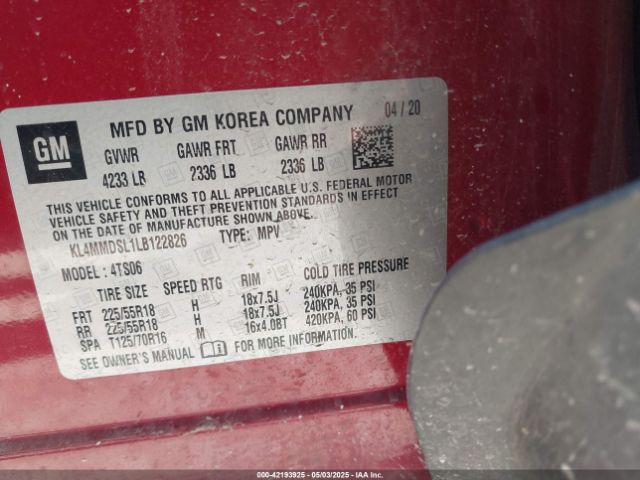 GM
MFD BY GM KOREA COMPANY 04 / 20
GVWR GAWR FRT GAWR RR
4233 LB 2336 LB 2336 LB
THIS VEHICLE CONFORMS TO ALL APPLICABLE U.S. FEDERAL MOTOR
VEHICLE SAFETY AND THEFT PREVENTION STANDARDS IN EFFECT
ON THE DATE OF MANUFACTURE SHOWN ABOVE.
KL4MMDSL1LB122826 TYPE: MPV
MODEL: 4TS06
TIRE SIZE SPEED RTG RIM COLD TIRE PRESSURE
FRT 225/55R18 H 18x7.5J 240KPA, 35 PSI
RR 225/55R18 H 18x7.5J 240KPA, 35 PSI
SPA T125/70R16 M 16x4.08T 420KPA, 60 PSI
SEE OWNER'S MANUAL FOR MORE INFORMATION.
000-42193925 - 05/03/2025 - IAA Inc.